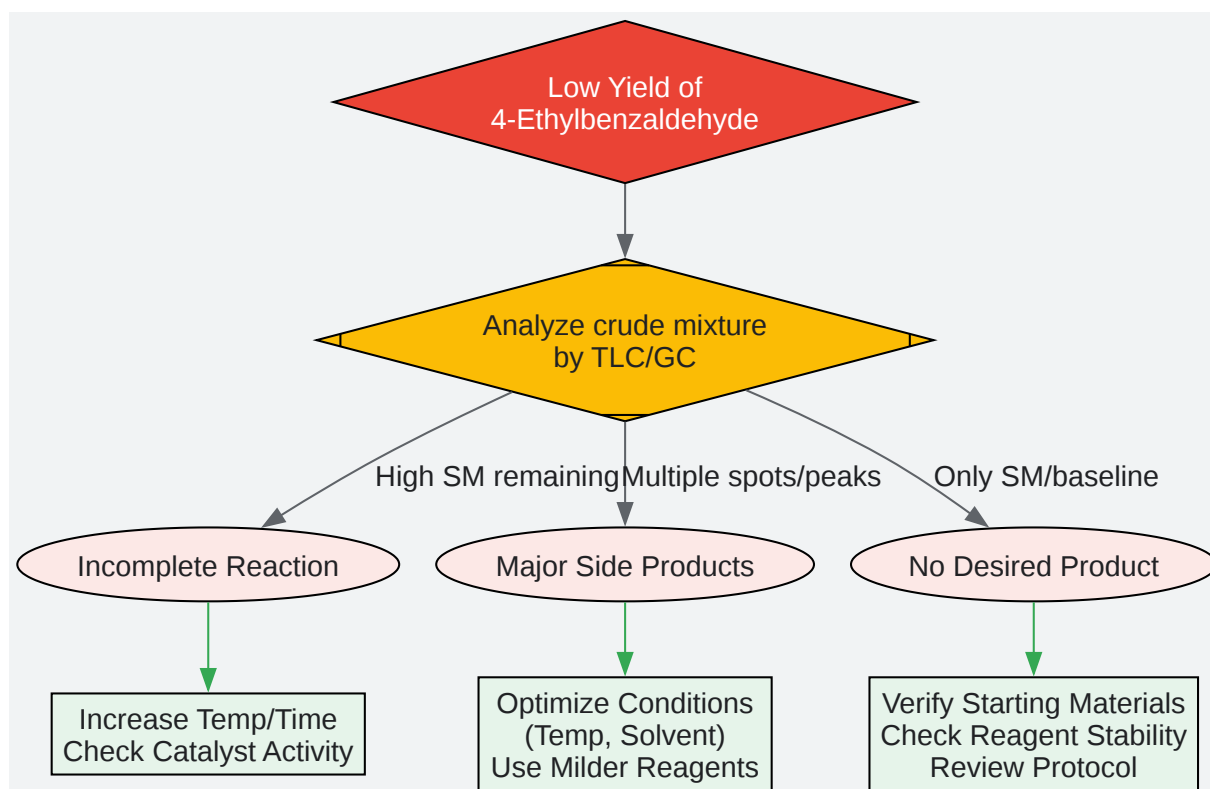 Low Yield of
4-Ethylbenzaldehyde
Analyze crude mixture
by TLC/GC
High SM remaining
Multiple spots/peaks
Only SM/baseline
Incomplete Reaction
Major Side Products
No Desired Product
Increase Temp/Time
Check Catalyst Activity
Optimize Conditions
(Temp, Solvent)
Use Milder Reagents
Verify Starting Materials
Check Reagent Stability
Review Protocol